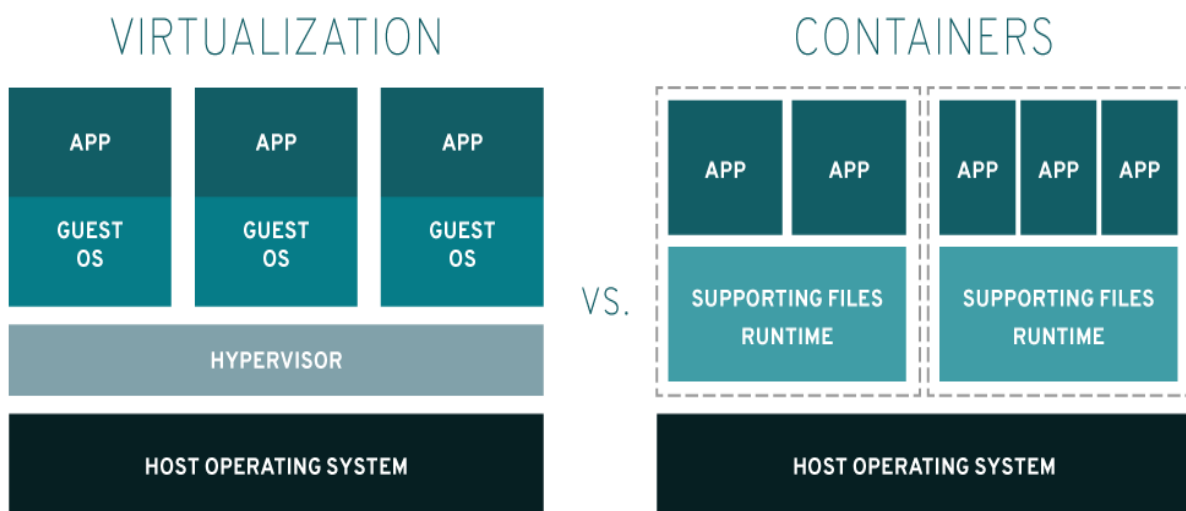 VIRTUALIZATION
APP
APP
APP
GUEST
OS
GUEST
OS
GUEST
OS
HYPERVISOR
HOST OPERATING SYSTEM
VS.
CONTAINERS
APP
APP
SUPPORTING FILES
RUNTIME
APP
APP
APP
SUPPORTING FILES
RUNTIME
HOST OPERATING SYSTEM